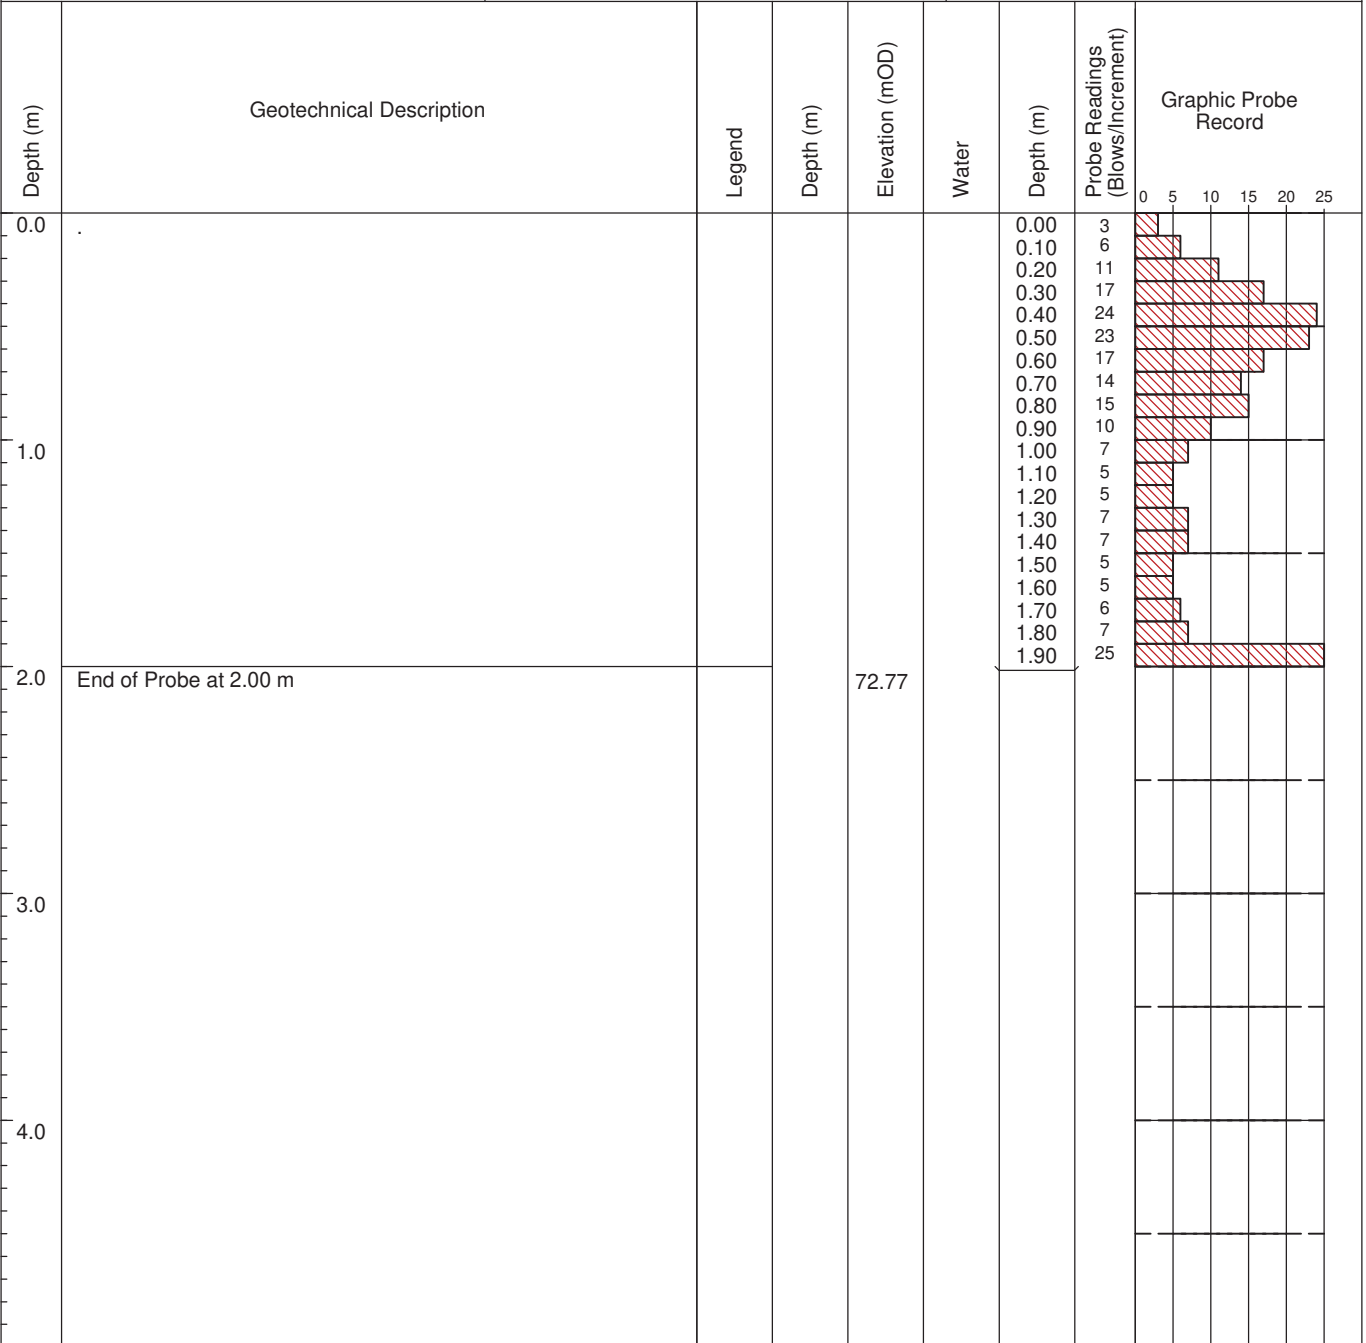 Depth (m)
Geotechnical Description
Legend
Depth (m)
Elevation (mOD)
Water
Depth (m)
Probe Readings
(Blows/Increment)
Graphic Probe
Record
0 5 10 15 20 25
0.0 . 0.00 3
0.10 6
0.20 11
0.30 17
0.40 24
0.50 23
0.60 17
0.70 14
0.80 15
0.90 10
1.0 1.00 7
1.10 5
1.20 5
1.30 7
1.40 7
1.50 5
1.60 5
1.70 6
1.80 7
1.90 25
2.0 End of Probe at 2.00 m 72.77
3.0
4.0